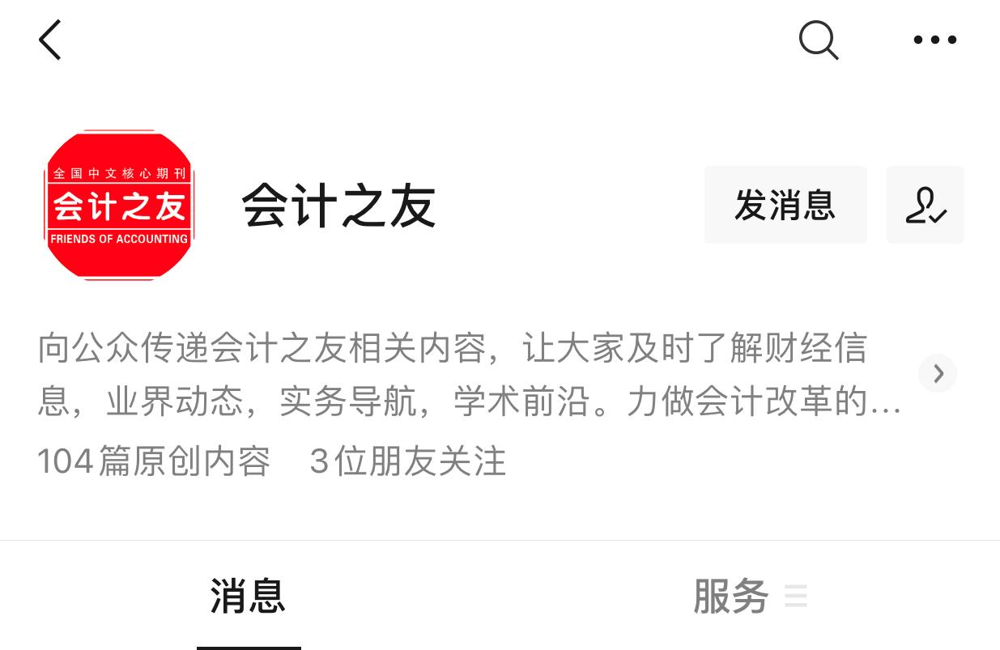 全国中文核心期刊
会计之友
FRIENDS OF ACCOUNTING
会计之友
发消息
向公众传递会计之友相关内容，让大家及时了解财经信
息，业界动态，实务导航，学术前沿。力做会计改革的...
104篇原创内容 3位朋友关注
消息
服务